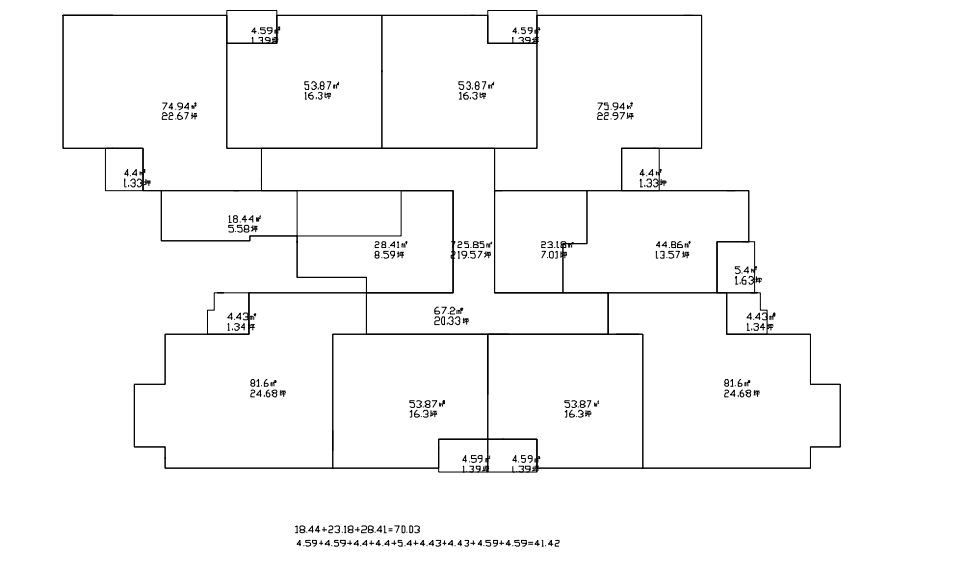 4.59㎡
1.39坪
4.59㎡
1.39坪
53.87㎡
16.3坪
53.87㎡
16.3坪
74.94㎡
22.67坪
75.94㎡
22.97坪
4.4㎡
1.33坪
4.4㎡
1.33坪
18.44㎡
5.58坪
28.41㎡
8.59坪
725.85㎡
219.57坪
23.18㎡
7.01坪
44.86㎡
13.57坪
5.4㎡
1.63坪
4.43㎡
1.34坪
67.2㎡
20.33坪
4.43㎡
1.34坪
81.6㎡
24.68坪
81.6㎡
24.68坪
53.87㎡
16.3坪
53.87㎡
16.3坪
4.59㎡
1.39坪
4.59㎡
1.39坪
18.44+23.18+28.41=70.03
4.59+4.59+4.4+4.4+5.4+4.43+4.43+4.59+4.59=41.42